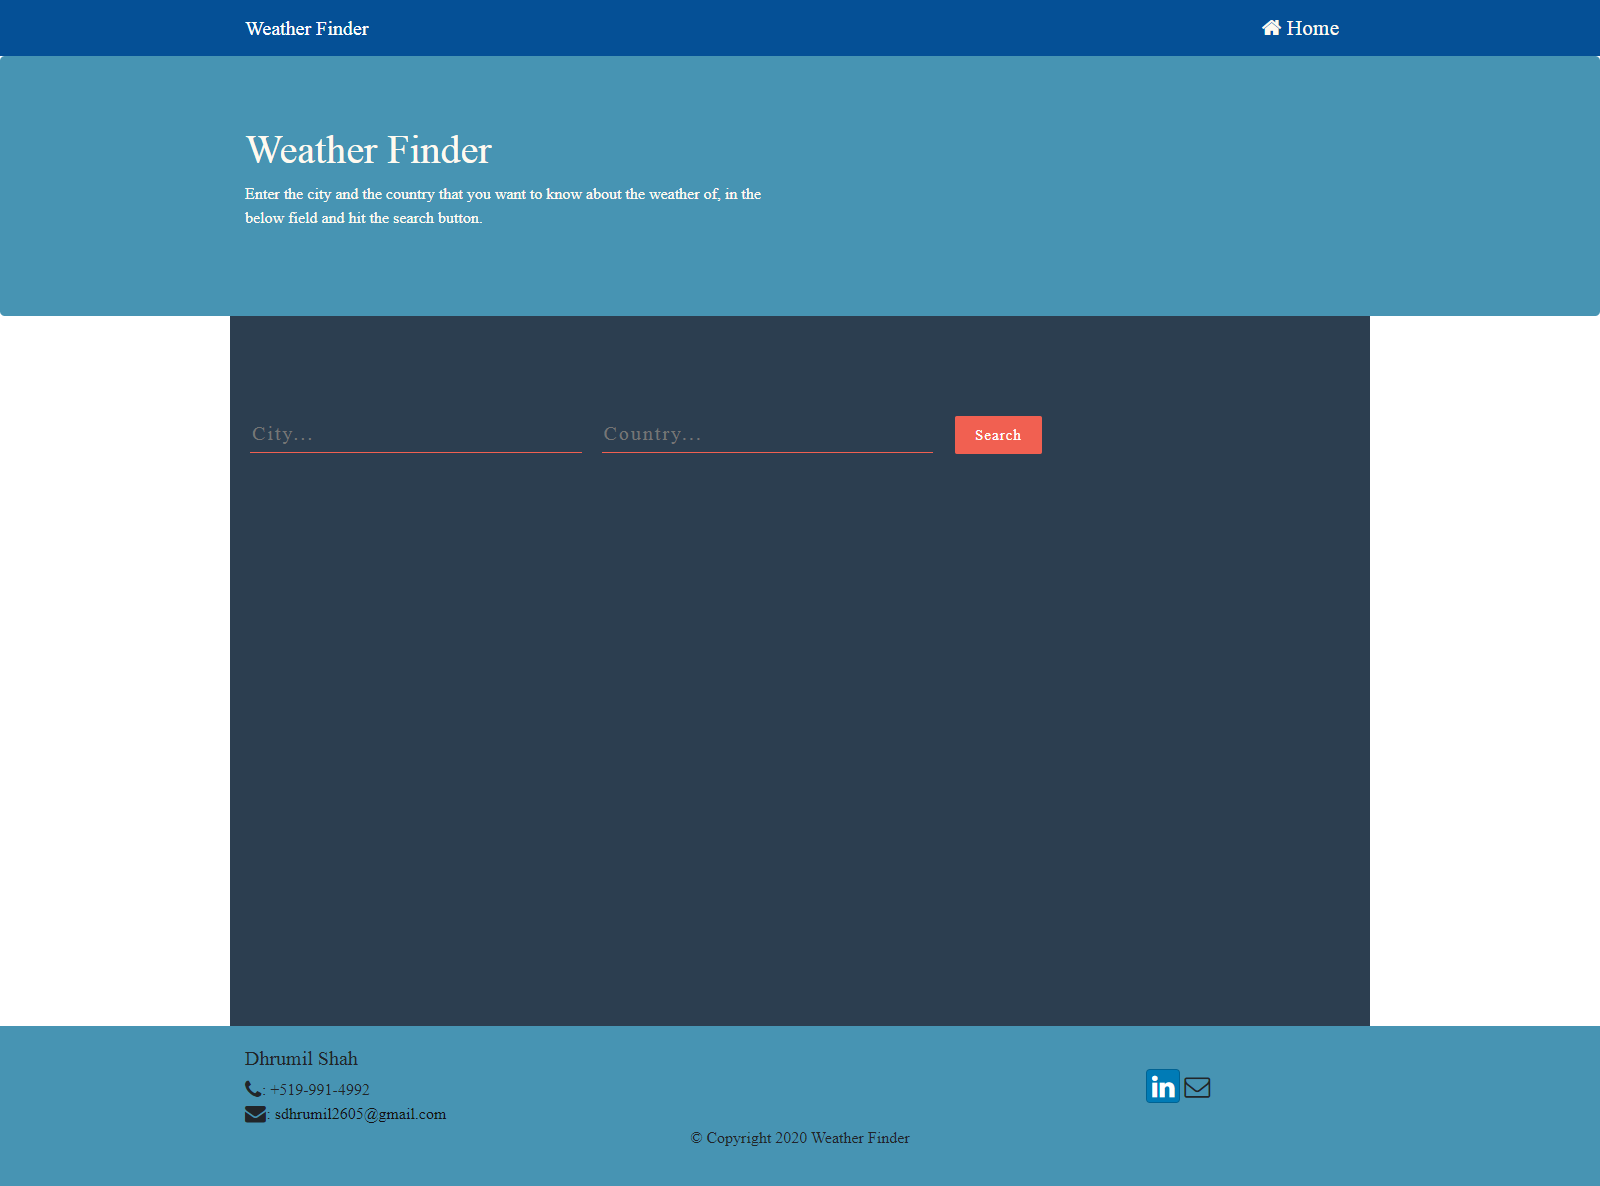 Weather Finder
Home
Weather Finder
Enter the city and the country that you want to know about the weather of, in the
below field and hit the search button.
City...
Country...
Search
Dhrumil Shah
: +519-991-4992
: sdhrumil2605@gmail.com
in
© Copyright 2020 Weather Finder